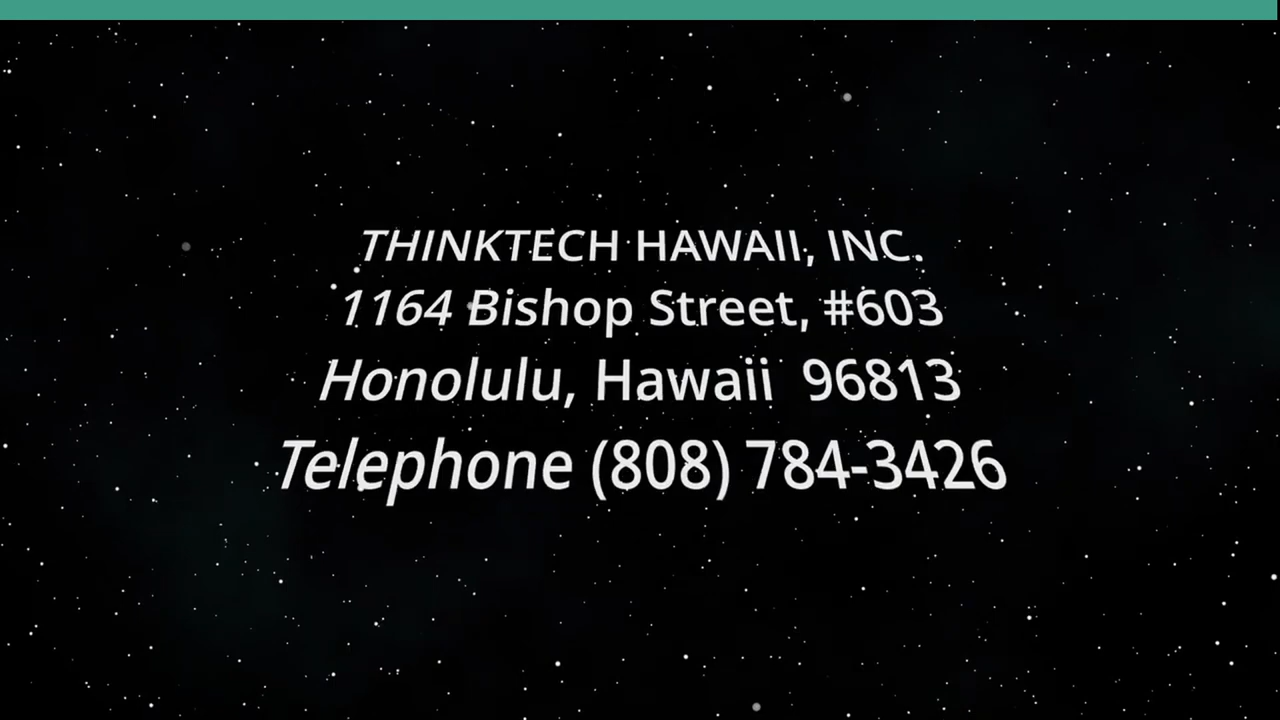 THINKTECH HAWAII, INC.
1164 Bishop Street, #603
Honolulu, Hawaii 96813
Telephone (808) 784-3426